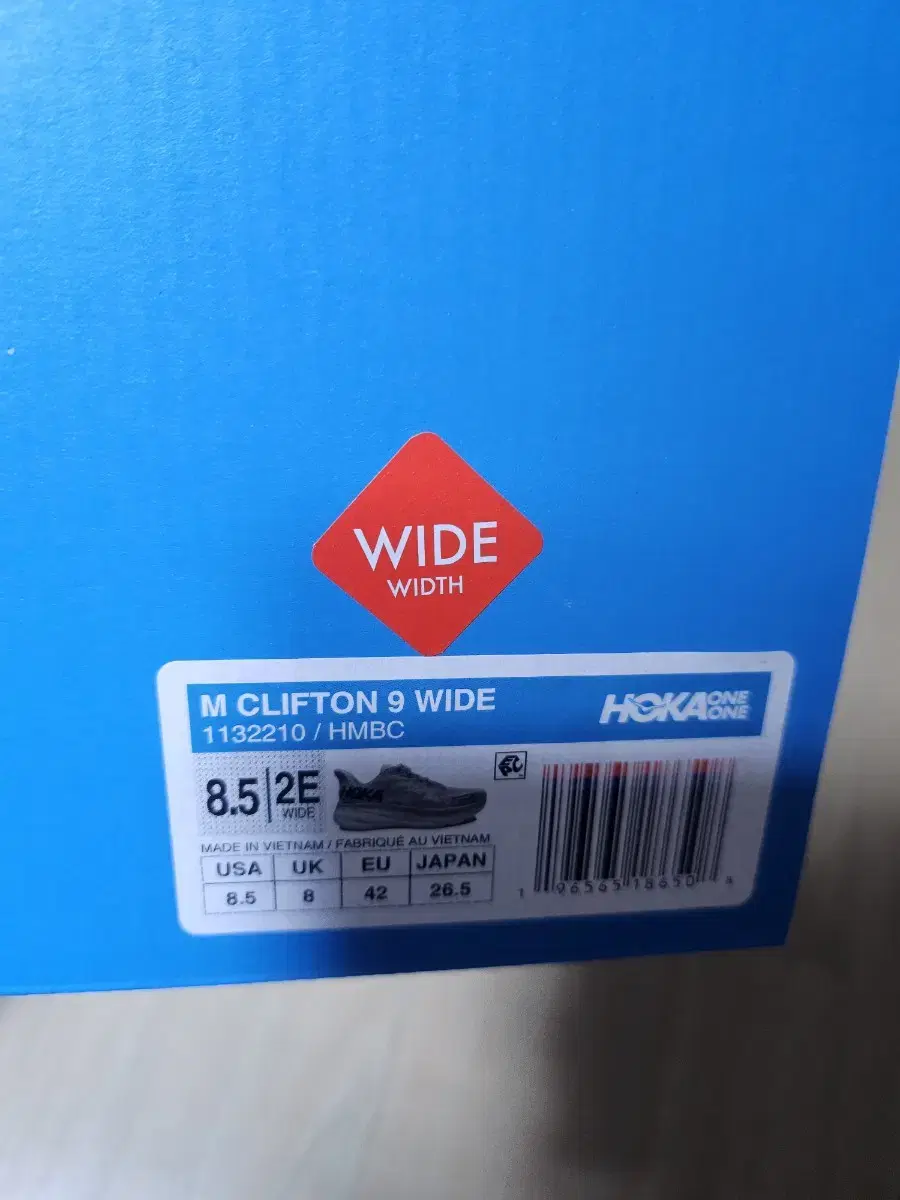 WIDE
WIDTH
M CLIFTON 9 WIDE
1132210 / HMBC
HOKA ONE ONE
8.5 2E
WIDE
HOKA
MADE IN VIETNAM / FABRIQUÉ AU VIETNAM
USA UK EU JAPAN
8.5 8 42 26.5